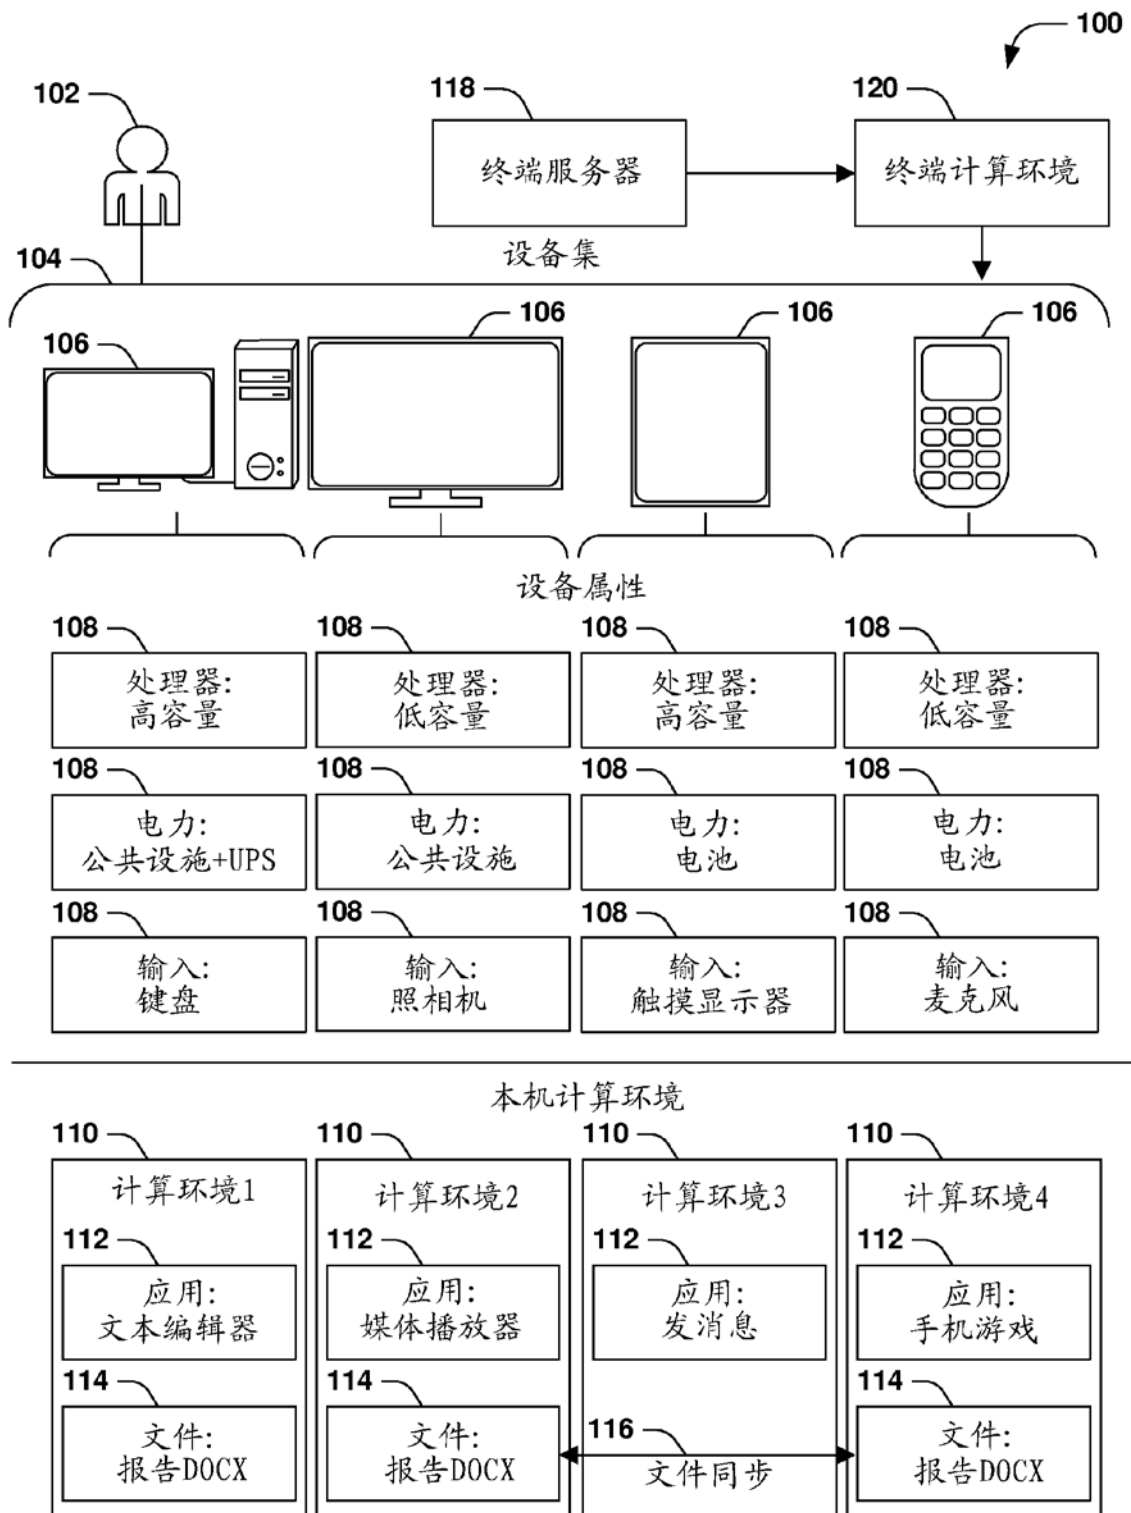 100
102
118
120
终端服务器
终端计算环境
设备集
104
106
106
106
106
设备属性
108
108
108
108
处理器:
高容量
处理器:
低容量
处理器:
高容量
处理器:
低容量
108
108
108
108
电力:
公共设施+UPS
电力:
公共设施
电力:
电池
电力:
电池
108
108
108
108
输入:
键盘
输入:
照相机
输入:
触摸显示器
输入:
麦克风
本机计算环境
110
110
110
110
计算环境1
计算环境2
计算环境3
计算环境4
112
112
112
112
应用:
文本编辑器
应用:
媒体播放器
应用:
发消息
应用:
手机游戏
114
114
114
文件:
报告DOCX
文件:
报告DOCX
116
文件同步
文件:
报告DOCX